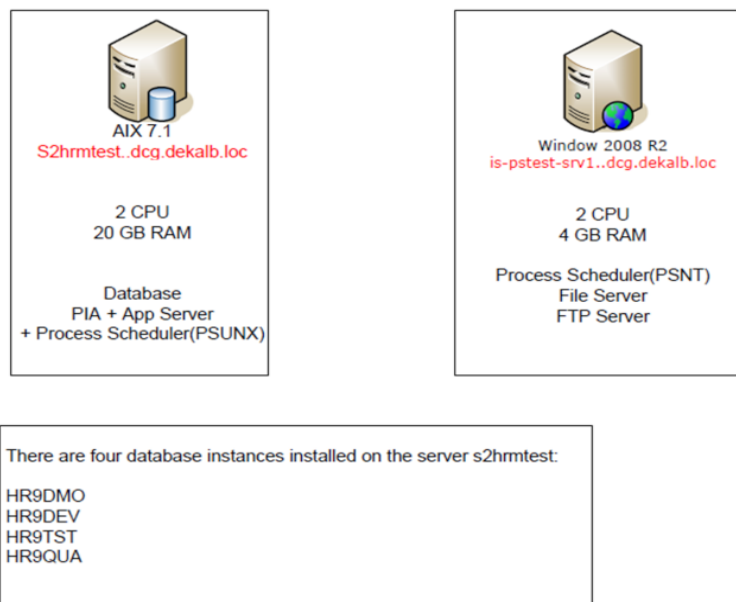 AIX 7.1
S2hrmtest..dcg.dekalb.loc
2 CPU
20 GB RAM
Database
PIA + App Server
+ Process Scheduler(PSUNX)
Window 2008 R2
is-pstest-srv1..dcg.dekalb.loc
2 CPU
4 GB RAM
Process Scheduler(PSNT)
File Server
FTP Server
There are four database instances installed on the server s2hrmtest:
HR9DMO
HR9DEV
HR9TST
HR9QUA